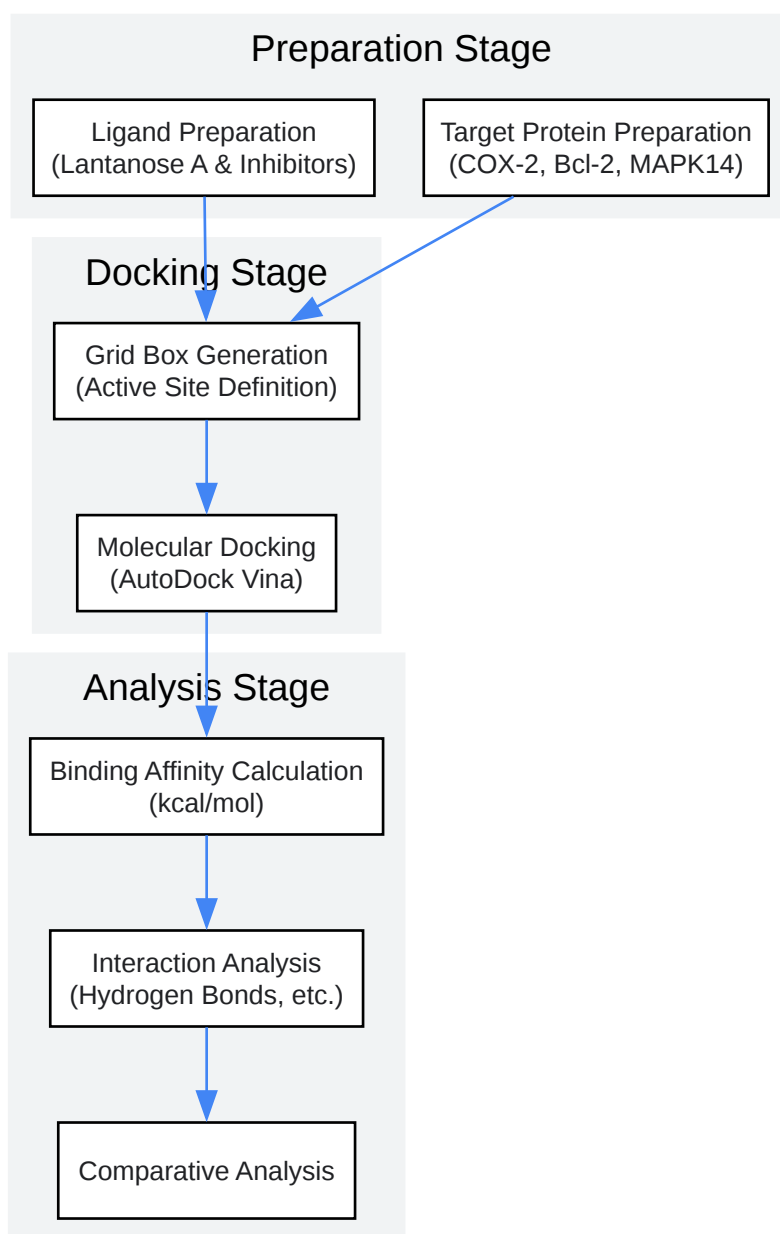 Preparation Stage
Ligand Preparation
(Lantanose A & Inhibitors)
Target Protein Preparation
(COX-2, Bcl-2, MAPK14)
Docking Stage
Grid Box Generation
(Active Site Definition)
Molecular Docking
(AutoDock Vina)
Analysis Stage
Binding Affinity Calculation
(kcal/mol)
Interaction Analysis
(Hydrogen Bonds, etc.)
Comparative Analysis